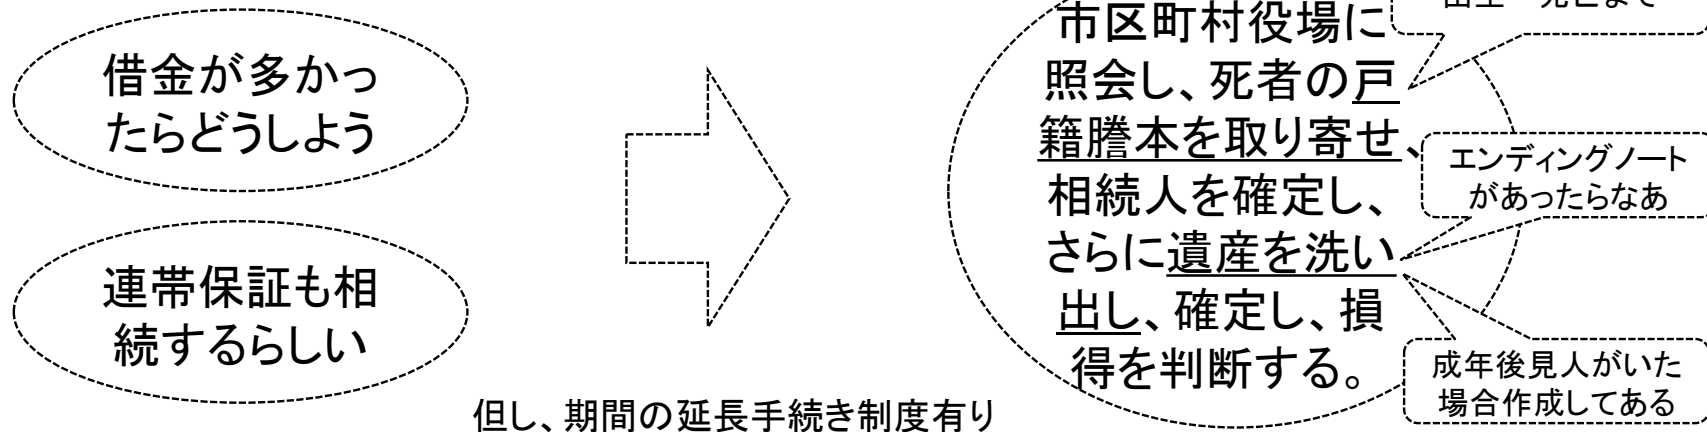 借金が多かっ
たらどうしよう
連帯保証も相
続するらしい
但し、期間の延長手続き制度有り
市区町村役場に
照会し、死者の戸
籍謄本を取り寄せ、
相続人を確定し、
さらに遺産を洗い
出し、確定し、損
得を判断する。
エンディングノート
があったらなあ
成年後見人がいた
場合作成してある